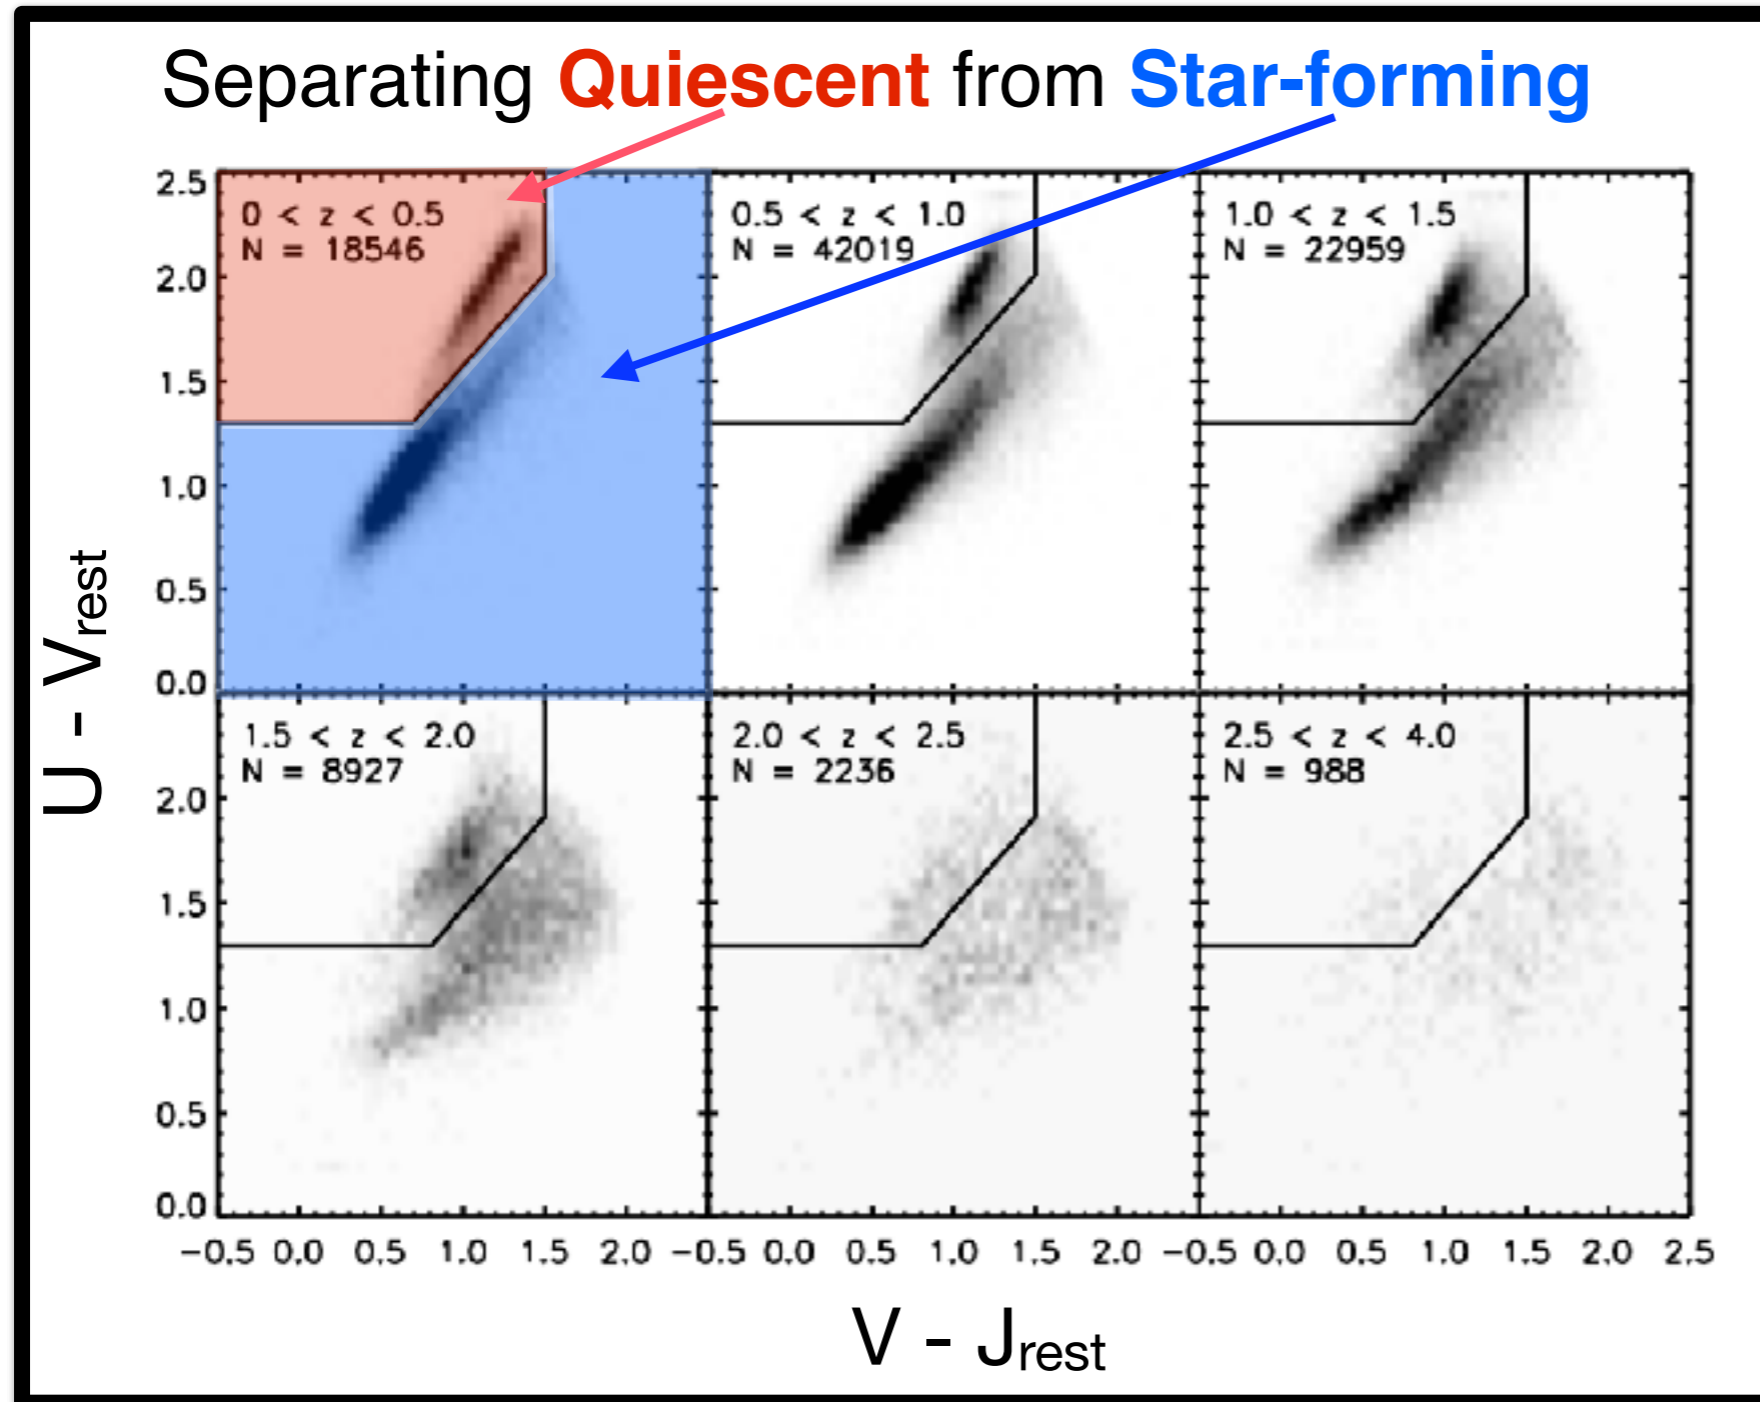 Separating Quiescent from Star-forming
2.5
2.0
1.5
1.0
0.5
0.0
0 < z < 0.5
N = 18546
0.5 < z < 1.0
N = 42019
1.0 < z < 1.5
N = 22959
U - Vrest
2.0
1.5
1.0
0.5
0.0
1.5 < z < 2.0
N = 8927
2.0 < z < 2.5
N = 2236
2.5 < z < 4.0
N = 988
-0.5 0.0 0.5 1.0 1.5 2.0 -0.5 0.0 0.5 1.0 1.5 2.0 -0.5 0.0 0.5 1.0 1.5 2.0 2.5
V - Jrest